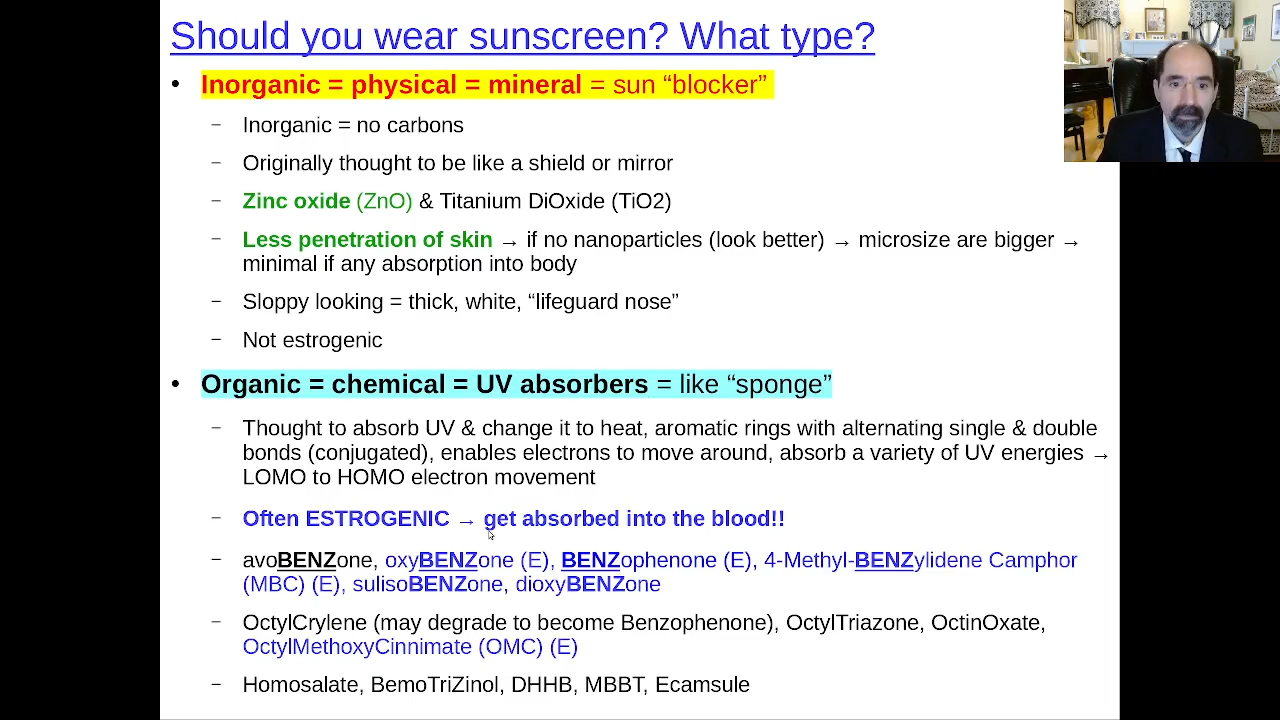 Should you wear sunscreen? What type?
• Inorganic = physical = mineral = sun “blocker”
– Inorganic = no carbons
– Originally thought to be like a shield or mirror
– Zinc oxide (ZnO) & Titanium DiOxide (TiO2)
– Less penetration of skin → if no nanoparticles (look better) → microsize are bigger →
minimal if any absorption into body
– Sloppy looking = thick, white, “lifeguard nose”
– Not estrogenic
• Organic = chemical = UV absorbers = like “sponge”
– Thought to absorb UV & change it to heat, aromatic rings with alternating single & double
bonds (conjugated), enables electrons to move around, absorb a variety of UV energies →
LOMO to HOMO electron movement
– Often ESTROGENIC → get absorbed into the blood!!
– avoBENZone, oxyBENZone (E), BENZophenone (E), 4-Methyl-BENZylidene Camphor
(MBC) (E), sulisoBENZone, dioxyBENZone
– OctylCrylene (may degrade to become Benzophenone), OctylTriazone, OctinOxate,
OctylMethoxyCinnimate (OMC) (E)
– Homosalate, BemoTriZinol, DHHB, MBBT, Ecamsule